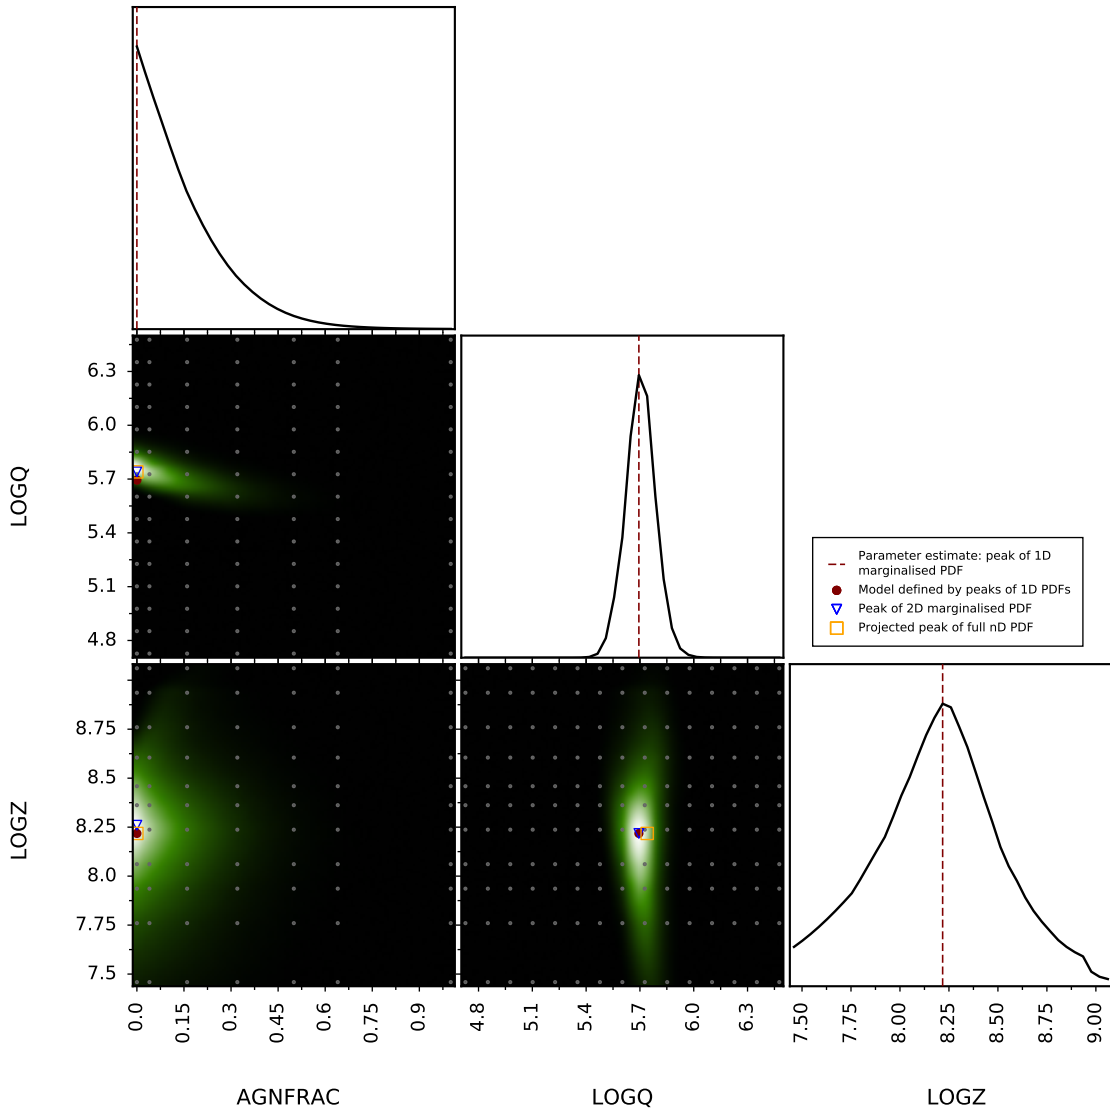 6.3
6.0
5.7
5.4
5.1
4.8
LOGQ
Parameter estimate: peak of 1D
marginalised PDF
Model defined by peaks of 1D PDFs
Peak of 2D marginalised PDF
Projected peak of full nD PDF
8.75
8.5
8.25
8.0
7.75
7.5
LOGZ
0.0 0.15 0.3 0.45 0.6 0.75 0.9
4.8 5.1 5.4 5.7 6.0 6.3
7.50 7.75 8.00 8.25 8.50 8.75 9.00
AGNFRAC LOGQ LOGZ